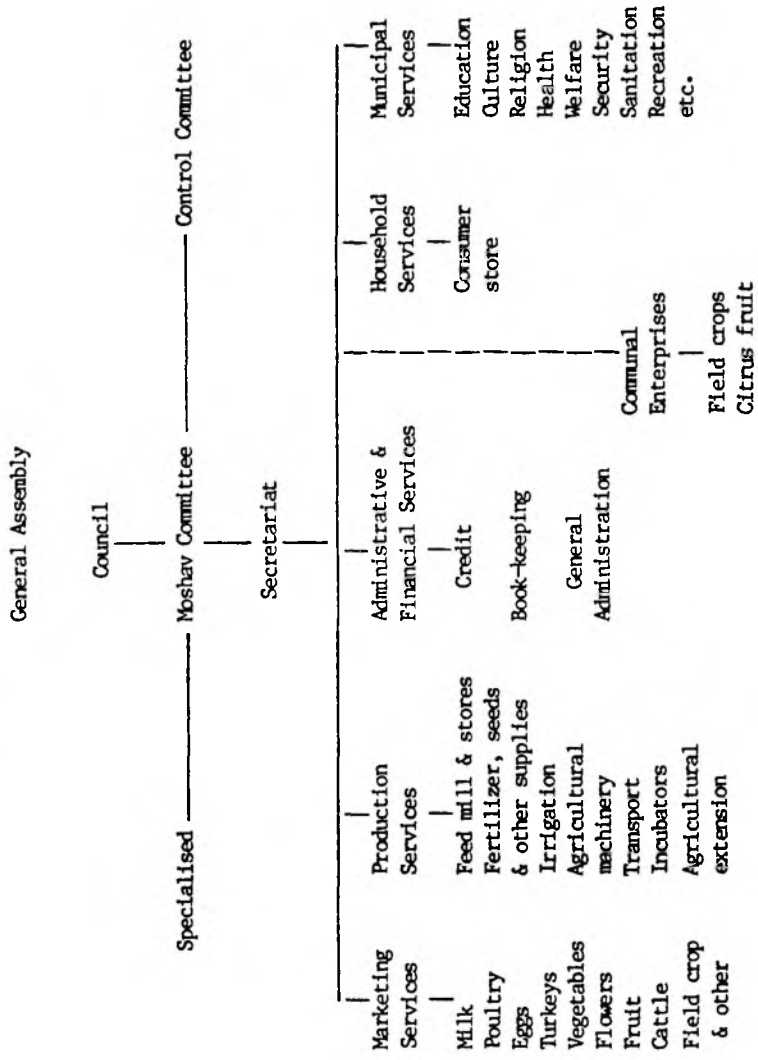 General Assembly
Council
Specialised
Moshav Committee
Control Committee
Secretariat
Marketing
Services
Milk
Poultry
Eggs
Turkeys
Vegetables
Flowers
Fruit
Cattle
Field crop
& other
Production
Services
Feed mill & stores
Fertilizer, seeds
& other supplies
Irrigation
Agricultural
machinery
Transport
Incubators
Agricultural
extension
Administrative &
Financial Services
Credit
Book-keeping
General
Administration
Communal
Enterprises
Field crops
Citrus fruit
Household
Services
Consumer
store
Municipal
Services
Education
Culture
Religion
Health
Welfare
Security
Sanitation
Recreation
etc.